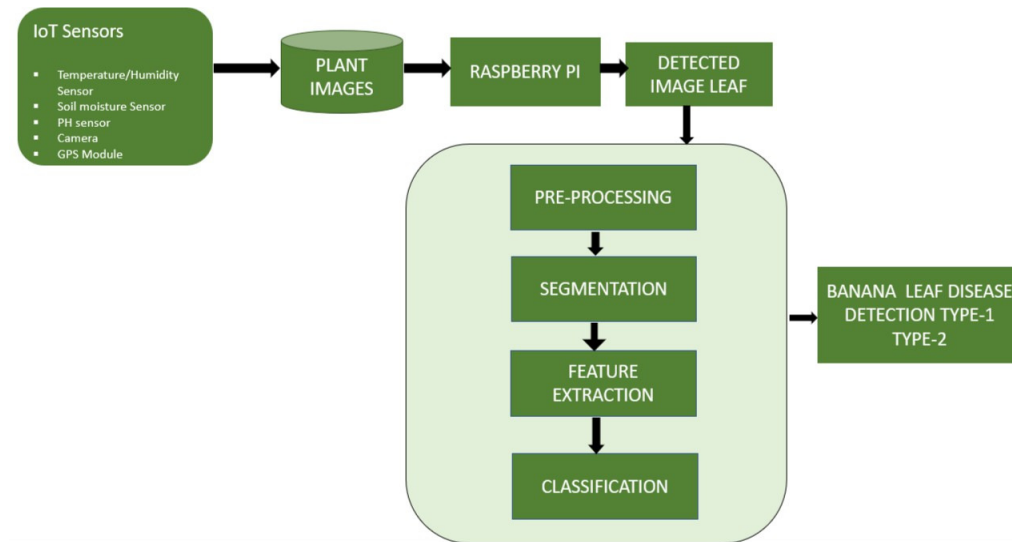 IoT Sensors
▪ Temperature/Humidity
Sensor
▪ Soil moisture Sensor
▪ PH sensor
▪ Camera
▪ GPS Module
PLANT
IMAGES
RASPBERRY PI
DETECTED
IMAGE LEAF
PRE-PROCESSING
SEGMENTATION
FEATURE
EXTRACTION
CLASSIFICATION
BANANA LEAF DISEASE
DETECTION TYPE-1
TYPE-2